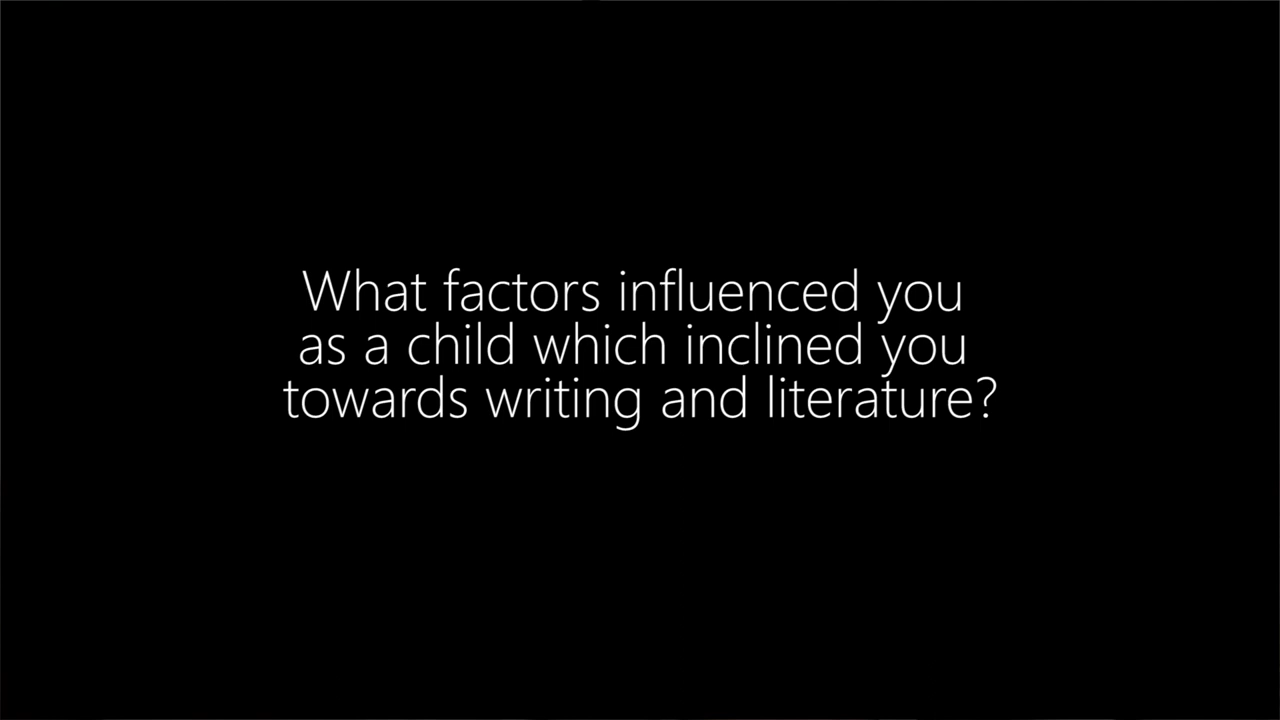 What factors influenced you
as a child which inclined you
towards writing and literature?